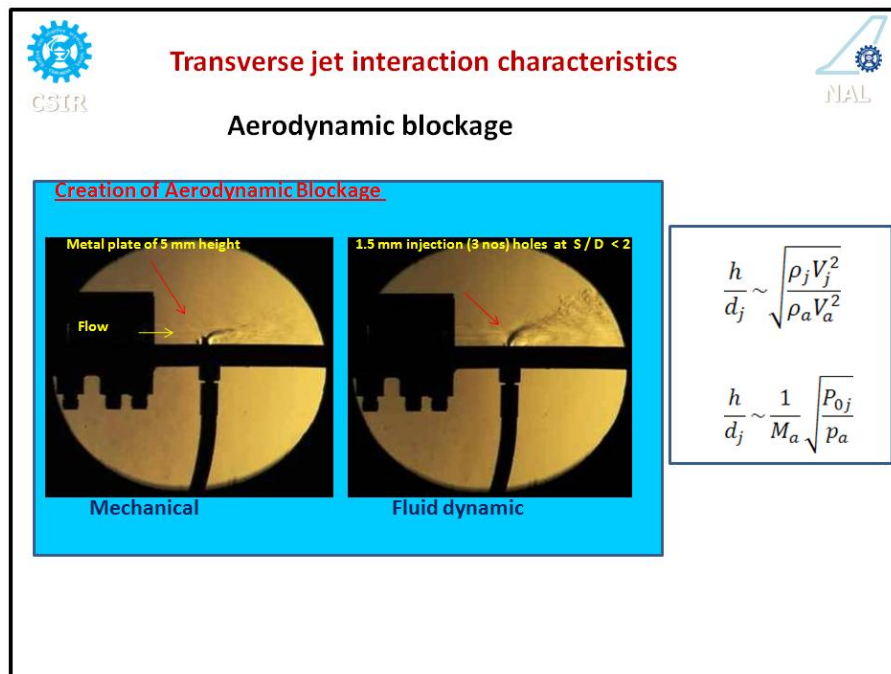 Transverse jet interaction characteristics
CSIR
NAL
Aerodynamic blockage
Creation of Aerodynamic Blockage
Metal plate of 5 mm height
1.5 mm injection (3 nos) holes at S / D < 2
Flow
Mechanical
Fluid dynamic
h/d_j ~ √(ρ_j V_j^2 / ρ_a V_a^2)
h/d_j ~ 1/M_a √(P_0j / p_a)